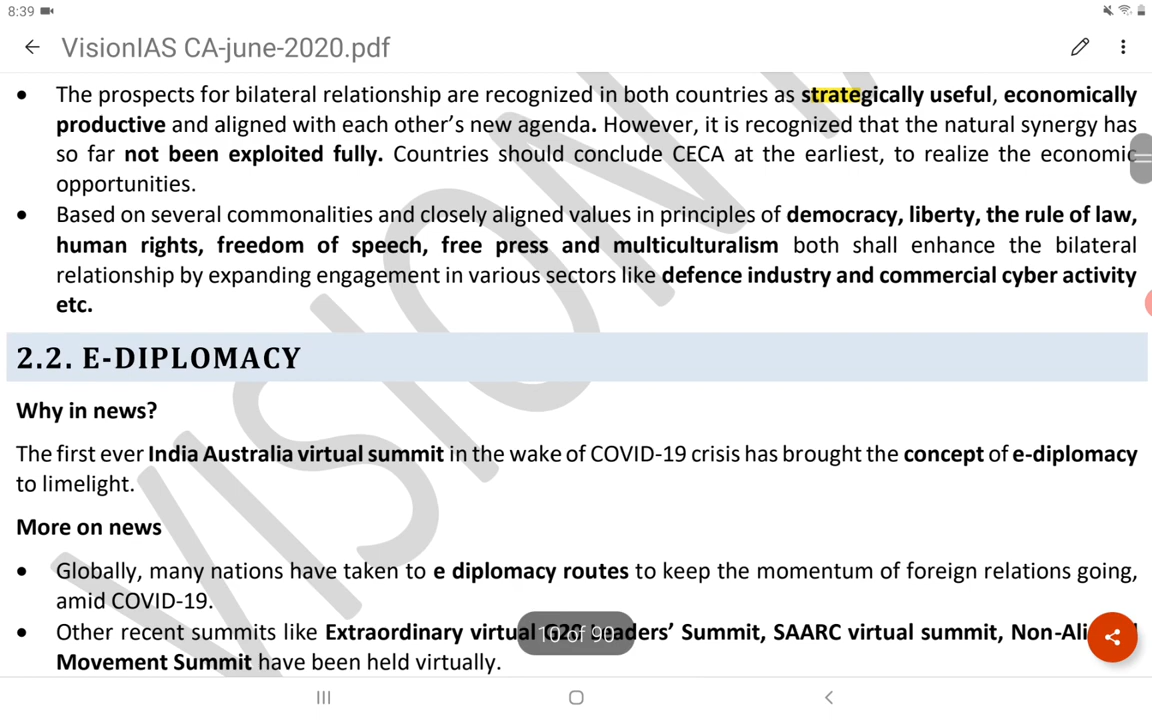 8:39
VisionIAS CA-june-2020.pdf
• The prospects for bilateral relationship are recognized in both countries as strategically useful, economically
productive and aligned with each other's new agenda. However, it is recognized that the natural synergy has
so far not been exploited fully. Countries should conclude CECA at the earliest, to realize the economic
opportunities.
• Based on several commonalities and closely aligned values in principles of democracy, liberty, the rule of law,
human rights, freedom of speech, free press and multiculturalism both shall enhance the bilateral
relationship by expanding engagement in various sectors like defence industry and commercial cyber activity
etc.
2.2. E-DIPLOMACY
Why in news?
The first ever India Australia virtual summit in the wake of COVID-19 crisis has brought the concept of e-diplomacy
to limelight.
More on news
• Globally, many nations have taken to e diplomacy routes to keep the momentum of foreign relations going,
amid COVID-19.
• Other recent summits like Extraordinary virtual G20 Leaders' Summit, SAARC virtual summit, Non-Ali
10 of 90
Movement Summit have been held virtually.
VISION